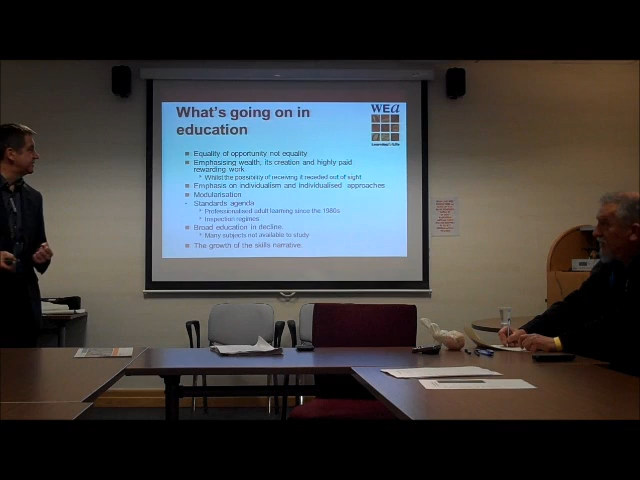 What's going on in
education
WEA
Learning for Life
Equality of opportunity not equality
Emphasising wealth, its creation and highly paid
rewarding work
Whilst the possibility of receiving it receded out of sight
Emphasis on individualism and individualised approaches
Modularisation
Standards agenda
Professionalised adult learning since the 1980s
Inspection regimes
Broad education in decline.
Many subjects not available to study
The growth of the skills narrative.